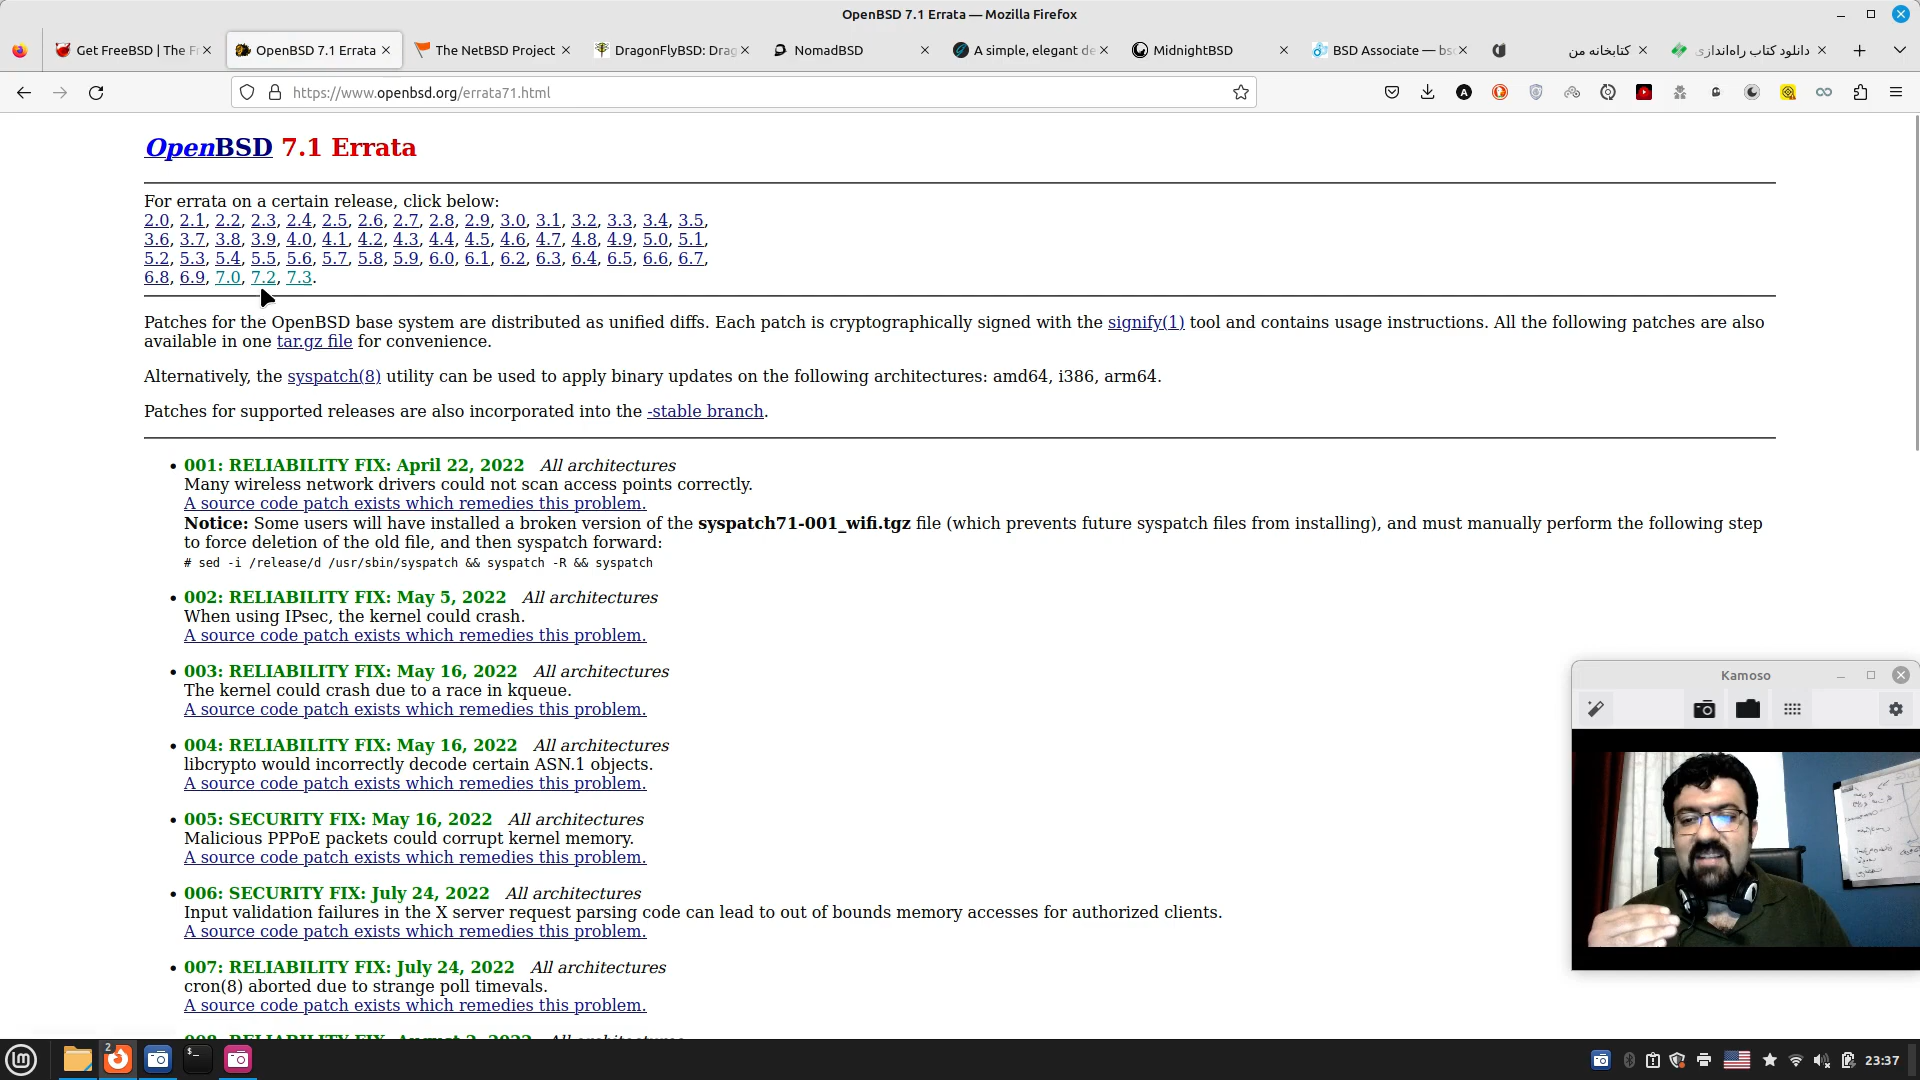 OpenBSD 7.1 Errata — Mozilla Firefox
Get FreeBSD | The Fr
OpenBSD 7.1 Errata
The NetBSD Project
DragonFlyBSD: Drag
NomadBSD
A simple, elegant de
MidnightBSD
BSD Associate — bs
کتابخانه من
دانلود کتاب راه‌اندازی
https://www.openbsd.org/errata71.html
OpenBSD 7.1 Errata
For errata on a certain release, click below:
2.0, 2.1, 2.2, 2.3, 2.4, 2.5, 2.6, 2.7, 2.8, 2.9, 3.0, 3.1, 3.2, 3.3, 3.4, 3.5,
3.6, 3.7, 3.8, 3.9, 4.0, 4.1, 4.2, 4.3, 4.4, 4.5, 4.6, 4.7, 4.8, 4.9, 5.0, 5.1,
5.2, 5.3, 5.4, 5.5, 5.6, 5.7, 5.8, 5.9, 6.0, 6.1, 6.2, 6.3, 6.4, 6.5, 6.6, 6.7,
6.8, 6.9, 7.0, 7.2, 7.3.
Patches for the OpenBSD base system are distributed as unified diffs. Each patch is cryptographically signed with the signify(1) tool and contains usage instructions. All the following patches are also
available in one tar.gz file for convenience.
Alternatively, the syspatch(8) utility can be used to apply binary updates on the following architectures: amd64, i386, arm64.
Patches for supported releases are also incorporated into the -stable branch.
• 001: RELIABILITY FIX: April 22, 2022 All architectures
Many wireless network drivers could not scan access points correctly.
A source code patch exists which remedies this problem.
Notice: Some users will have installed a broken version of the syspatch71-001_wifi.tgz file (which prevents future syspatch files from installing), and must manually perform the following step
to force deletion of the old file, and then syspatch forward:
# sed -i /release/d /usr/sbin/syspatch && syspatch -R && syspatch
• 002: RELIABILITY FIX: May 5, 2022 All architectures
When using IPsec, the kernel could crash.
A source code patch exists which remedies this problem.
• 003: RELIABILITY FIX: May 16, 2022 All architectures
The kernel could crash due to a race in kqueue.
A source code patch exists which remedies this problem.
• 004: RELIABILITY FIX: May 16, 2022 All architectures
libcrypto would incorrectly decode certain ASN.1 objects.
A source code patch exists which remedies this problem.
• 005: SECURITY FIX: May 16, 2022 All architectures
Malicious PPPoE packets could corrupt kernel memory.
A source code patch exists which remedies this problem.
• 006: SECURITY FIX: July 24, 2022 All architectures
Input validation failures in the X server request parsing code can lead to out of bounds memory accesses for authorized clients.
A source code patch exists which remedies this problem.
• 007: RELIABILITY FIX: July 24, 2022 All architectures
cron(8) aborted due to strange poll timevals.
A source code patch exists which remedies this problem.
Kamoso
2
23:37